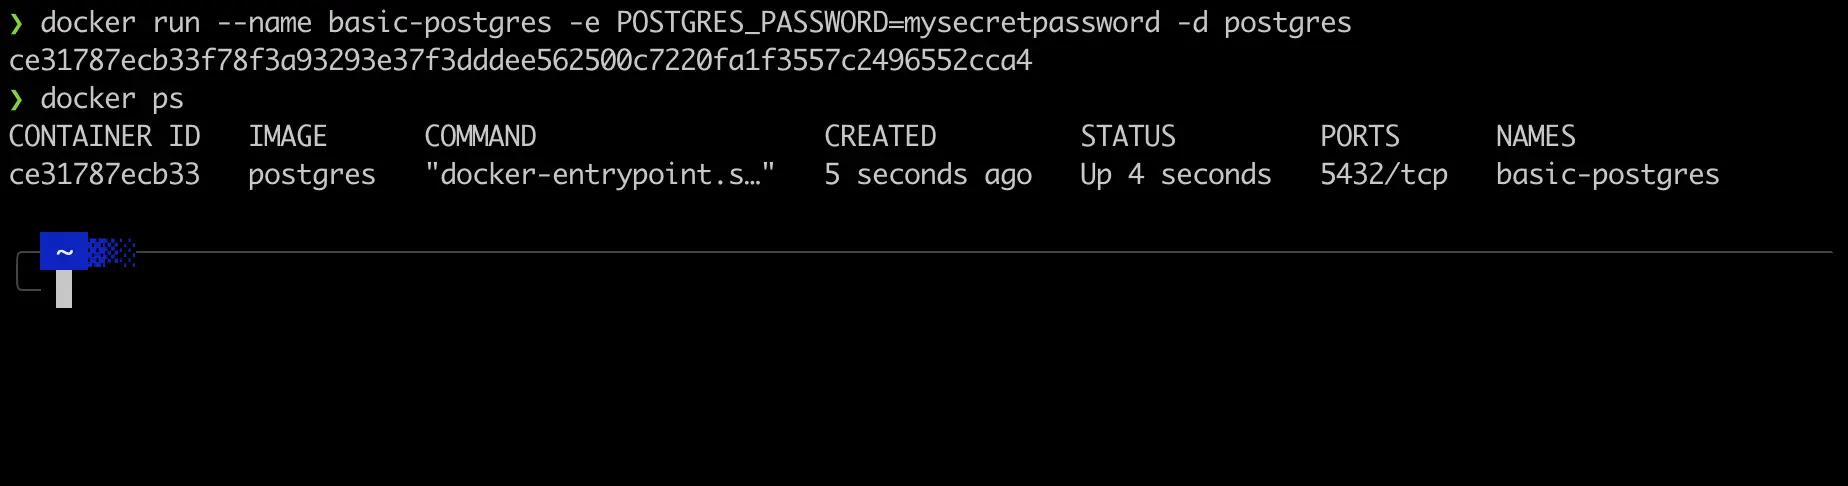 ❯ docker run --name basic-postgres -e POSTGRES_PASSWORD=mysecretpassword -d postgres
ce31787ecb33f78f3a93293e37f3dddee562500c7220fa1f3557c2496552cca4
❯ docker ps
CONTAINER ID   IMAGE      COMMAND                  CREATED         STATUS         PORTS      NAMES
ce31787ecb33   postgres   "docker-entrypoint.s…"   5 seconds ago   Up 4 seconds   5432/tcp   basic-postgres
~